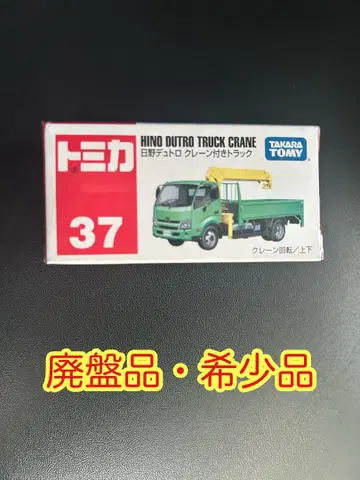 HINO DUTRO TRUCK CRANE
日野デュトロ クレーン付きトラック
TAKARA
TOMY
トミカ
37
クレーン回転／上下
廃盤品・希少品